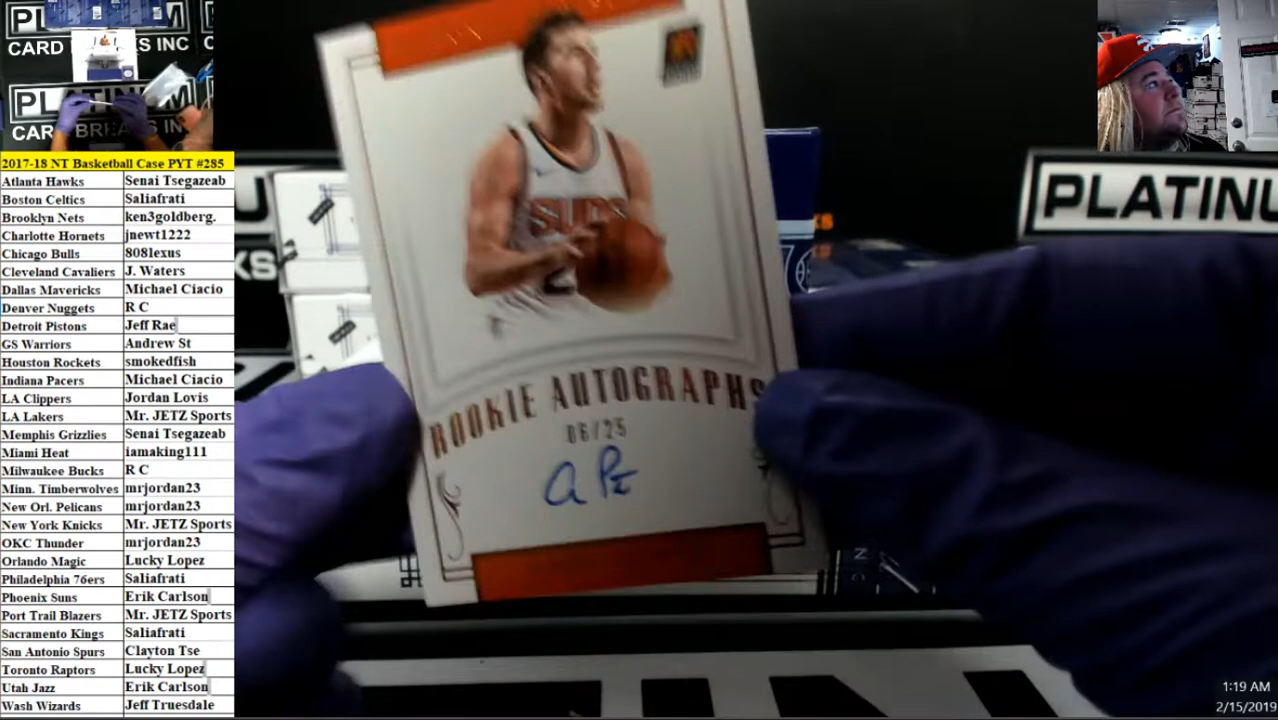 PLATINUM
CARD BREAKS INC
PLATINUM
CARD BREAKS IN
2017-18 NT Basketball Case PYT #285
Atlanta Hawks Senai Tsegazeab
Boston Celtics Saliafrati
Brooklyn Nets ken3goldberg.
Charlotte Hornets jnewt1222
Chicago Bulls 808lexus
Cleveland Cavaliers J. Waters
Dallas Mavericks Michael Ciacio
Denver Nuggets R C
Detroit Pistons Jeff Rae
GS Warriors Andrew St
Houston Rockets smokedfish
Indiana Pacers Michael Ciacio
LA Clippers Jordan Lovis
LA Lakers Mr. JETZ Sports
Memphis Grizzlies Senai Tsegazeab
Miami Heat iamaking111
Milwaukee Bucks R C
Minn. Timberwolves mrjordan23
New Orl. Pelicans mrjordan23
New York Knicks Mr. JETZ Sports
OKC Thunder mrjordan23
Orlando Magic Lucky Lopez
Philadelphia 76ers Saliafrati
Phoenix Suns Erik Carlson
Port Trail Blazers Mr. JETZ Sports
Sacramento Kings Saliafrati
San Antonio Spurs Clayton Tse
Toronto Raptors Lucky Lopez
Utah Jazz Erik Carlson
Wash Wizards Jeff Truesdale
SUNS
ROOKIE AUTOGRAPHS
06/25
PLATINU
1:19 AM
2/15/2019